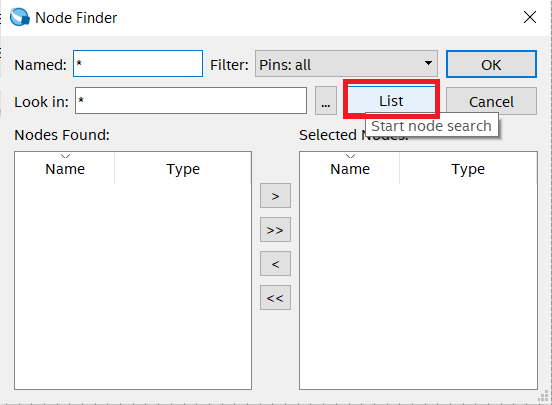 Node Finder
Named: * Filter: Pins: all OK
Look in: * ... List Cancel
Start node search
Nodes Found: Selected Nodes:
Name Type Name Type
>
>>
<
<<